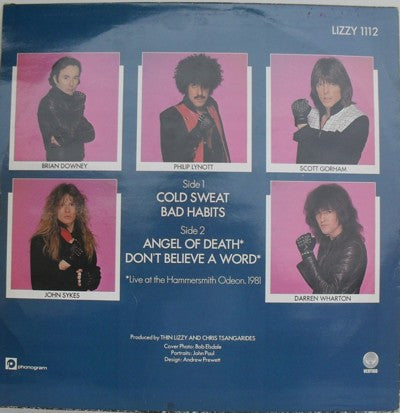 LIZZY 1112
BRIAN DOWNEY
PHILIP LYNOTT
SCOTT GORHAM
Side 1
COLD SWEAT
BAD HABITS
Side 2
ANGEL OF DEATH*
DON'T BELIEVE A WORD*
*Live at the Hammersmith Odeon, 1981
JOHN SYKES
DARREN WHARTON
Produced by THIN LIZZY AND CHRIS TSANGARIDES
Cover Photo: Bob Elsdale
Portraits: John Paul
Design: Andrew Prewett
phonogram
vertigo